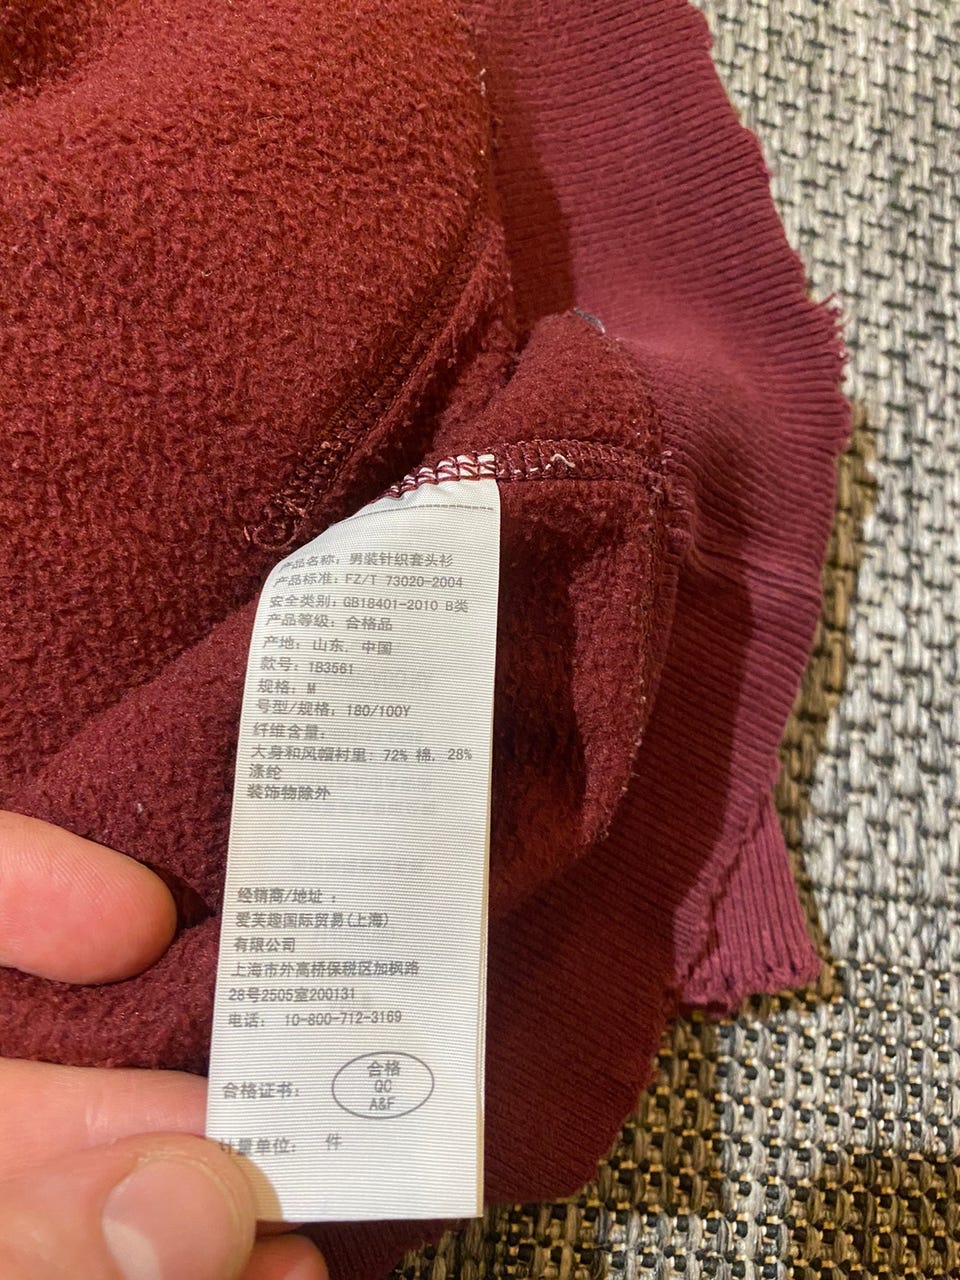 产品名称：男装针织套头衫
产品标准：FZ/T 73020-2004
安全类别：GB18401-2010 B类
产品等级：合格品
产地：山东，中国
款号：1B3561
规格：M
号型/规格：180/100Y
纤维含量：
大身和风帽衬里：72% 棉，28%
涤纶
装饰物除外
经销商/地址：
爱芙趣国际贸易(上海)
有限公司
上海市外高桥保税区加枫路
28号2505室200131
电话： 10-800-712-3169
合格
QC
A&F
合格证书：
计量单位： 件